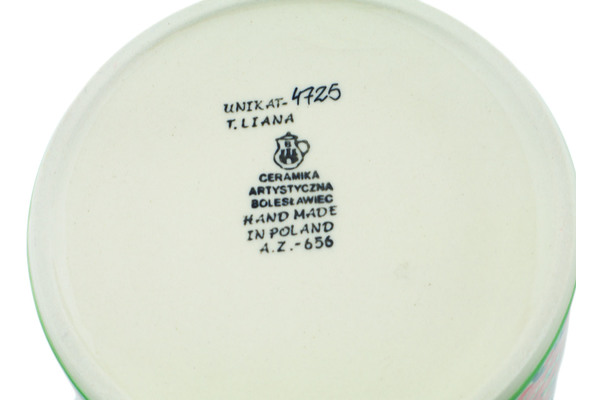 UNIKAT-4725
T.LIANA
B
CERAMIKA
ARTYSTYCZNA
BOLESŁAWIEC
HAND MADE
IN POLAND
A.Z.-656